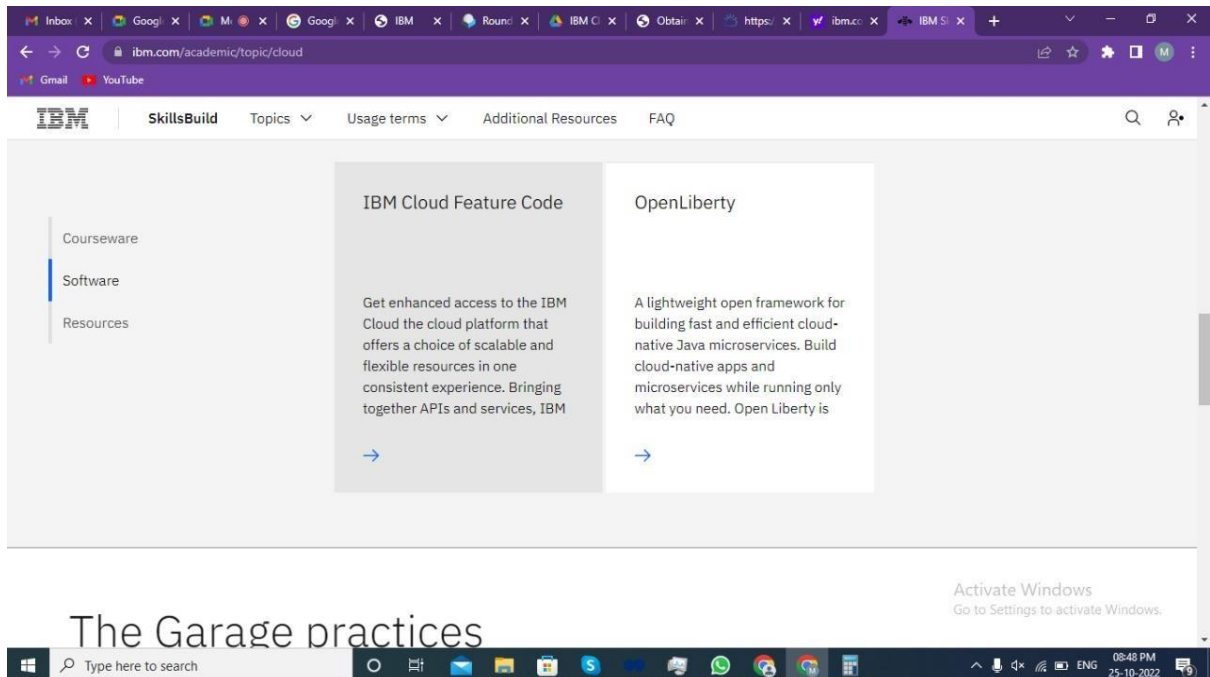 Inbox
Googl
M
Googl
IBM
Round
IBM Cl
Obtain
https:/
ibm.co
IBM S
ibm.com/academic/topic/cloud
M
Gmail
YouTube
IBM
SkillsBuild
Topics
Usage terms
Additional Resources
FAQ
Courseware
Software
Resources
IBM Cloud Feature Code
Get enhanced access to the IBM
Cloud the cloud platform that
offers a choice of scalable and
flexible resources in one
consistent experience. Bringing
together APIs and services, IBM
OpenLiberty
A lightweight open framework for
building fast and efficient cloud-
native Java microservices. Build
cloud-native apps and
microservices while running only
what you need. Open Liberty is
The Garage practices
Activate Windows
Go to Settings to activate Windows.
Type here to search
ENG
08:48 PM
25-10-2022